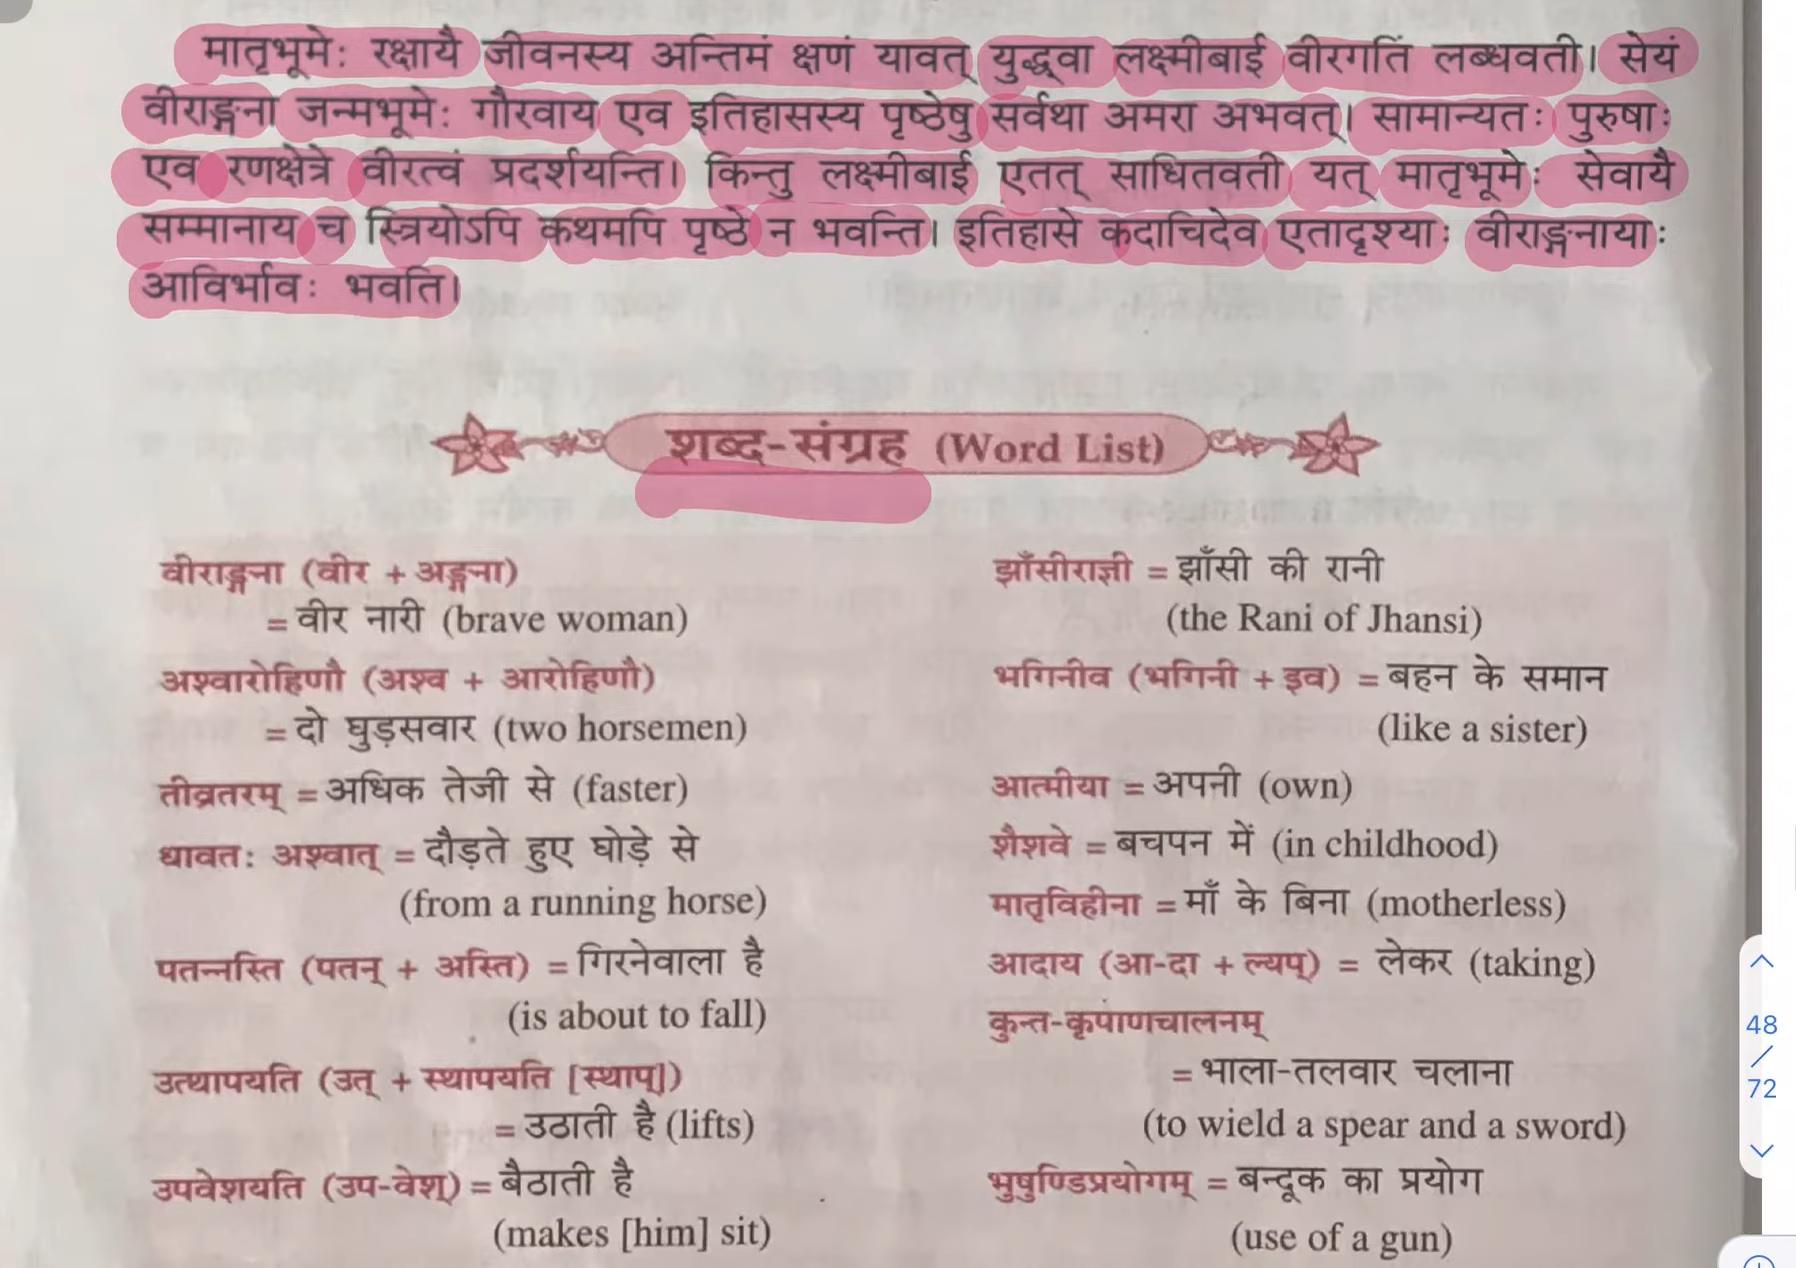 मातृभूमेः रक्षायै जीवनस्य अन्तिमं क्षणं यावत् युद्ध्वा लक्ष्मीबाई वीरगतिं लब्धवती। सेयं
वीराङ्गना जन्मभूमेः गौरवाय एव इतिहासस्य पृष्ठेषु सर्वथा अमरा अभवत्। सामान्यतः पुरुषाः
एव रणक्षेत्रे वीरत्वं प्रदर्शयन्ति। किन्तु लक्ष्मीबाई एतत् साधितवती यत् मातृभूमेः सेवायै
सम्मानाय च स्त्रियोऽपि कथमपि पृष्ठे न भवन्ति। इतिहासे कदाचिदेव एतादृश्याः वीराङ्गनायाः
आविर्भावः भवति।
शब्द-संग्रह (Word List)
वीराङ्गना (वीर + अङ्गना)
= वीर नारी (brave woman)
अश्वारोहिणौ (अश्व + आरोहिणौ)
= दो घुड़सवार (two horsemen)
तीव्रतरम् = अधिक तेजी से (faster)
धावतः अश्वात् = दौड़ते हुए घोड़े से
(from a running horse)
पतन्नस्ति (पतन् + अस्ति) = गिरनेवाला है
(is about to fall)
उत्थापयति (उत् + स्थापयति [स्थाप्])
= उठाती है (lifts)
उपवेशयति (उप-वेश्) = बैठाती है
(makes [him] sit)
झाँसीराज्ञी = झाँसी की रानी
(the Rani of Jhansi)
भगिनीव (भगिनी + इव) = बहन के समान
(like a sister)
आत्मीया = अपनी (own)
शैशवे = बचपन में (in childhood)
मातृविहीना = माँ के बिना (motherless)
आदाय (आ-दा + ल्यप्) = लेकर (taking)
कुन्त-कृपाणचालनम्
= भाला-तलवार चलाना
(to wield a spear and a sword)
भुषुण्डिप्रयोगम् = बन्दूक का प्रयोग
(use of a gun)
48
/
72